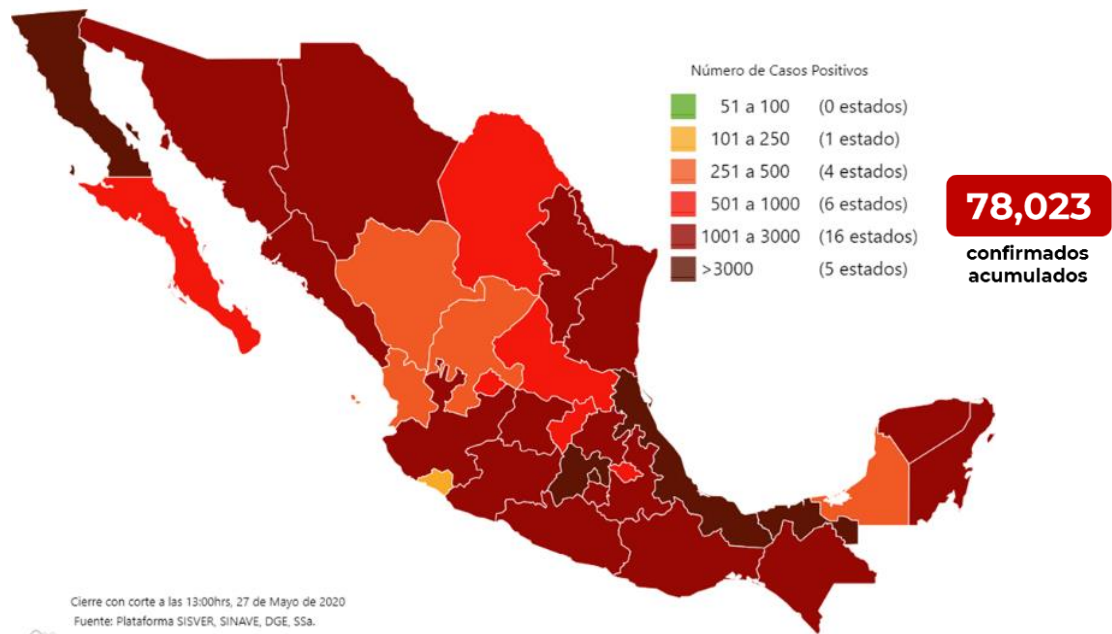 Número de Casos Positivos
51 a 100 (0 estados)
101 a 250 (1 estado)
251 a 500 (4 estados)
501 a 1000 (6 estados)
1001 a 3000 (16 estados)
>3000 (5 estados)
78,023
confirmados
acumulados
Cierre con corte a las 13:00hrs, 27 de Mayo de 2020
Fuente: Plataforma SISVER, SINAVE, DGE, SSa.